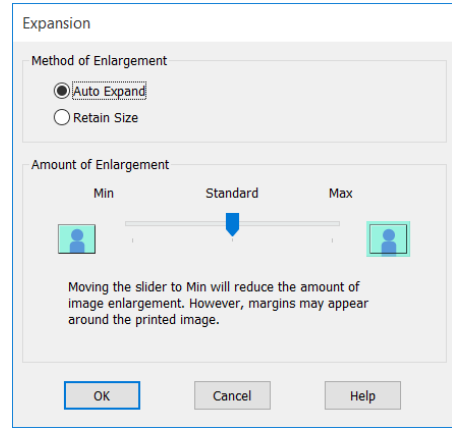 Expansion
Method of Enlargement
Auto Expand
Retain Size
Amount of Enlargement
Min Standard Max
Moving the slider to Min will reduce the amount of
image enlargement. However, margins may appear
around the printed image.
OK Cancel Help